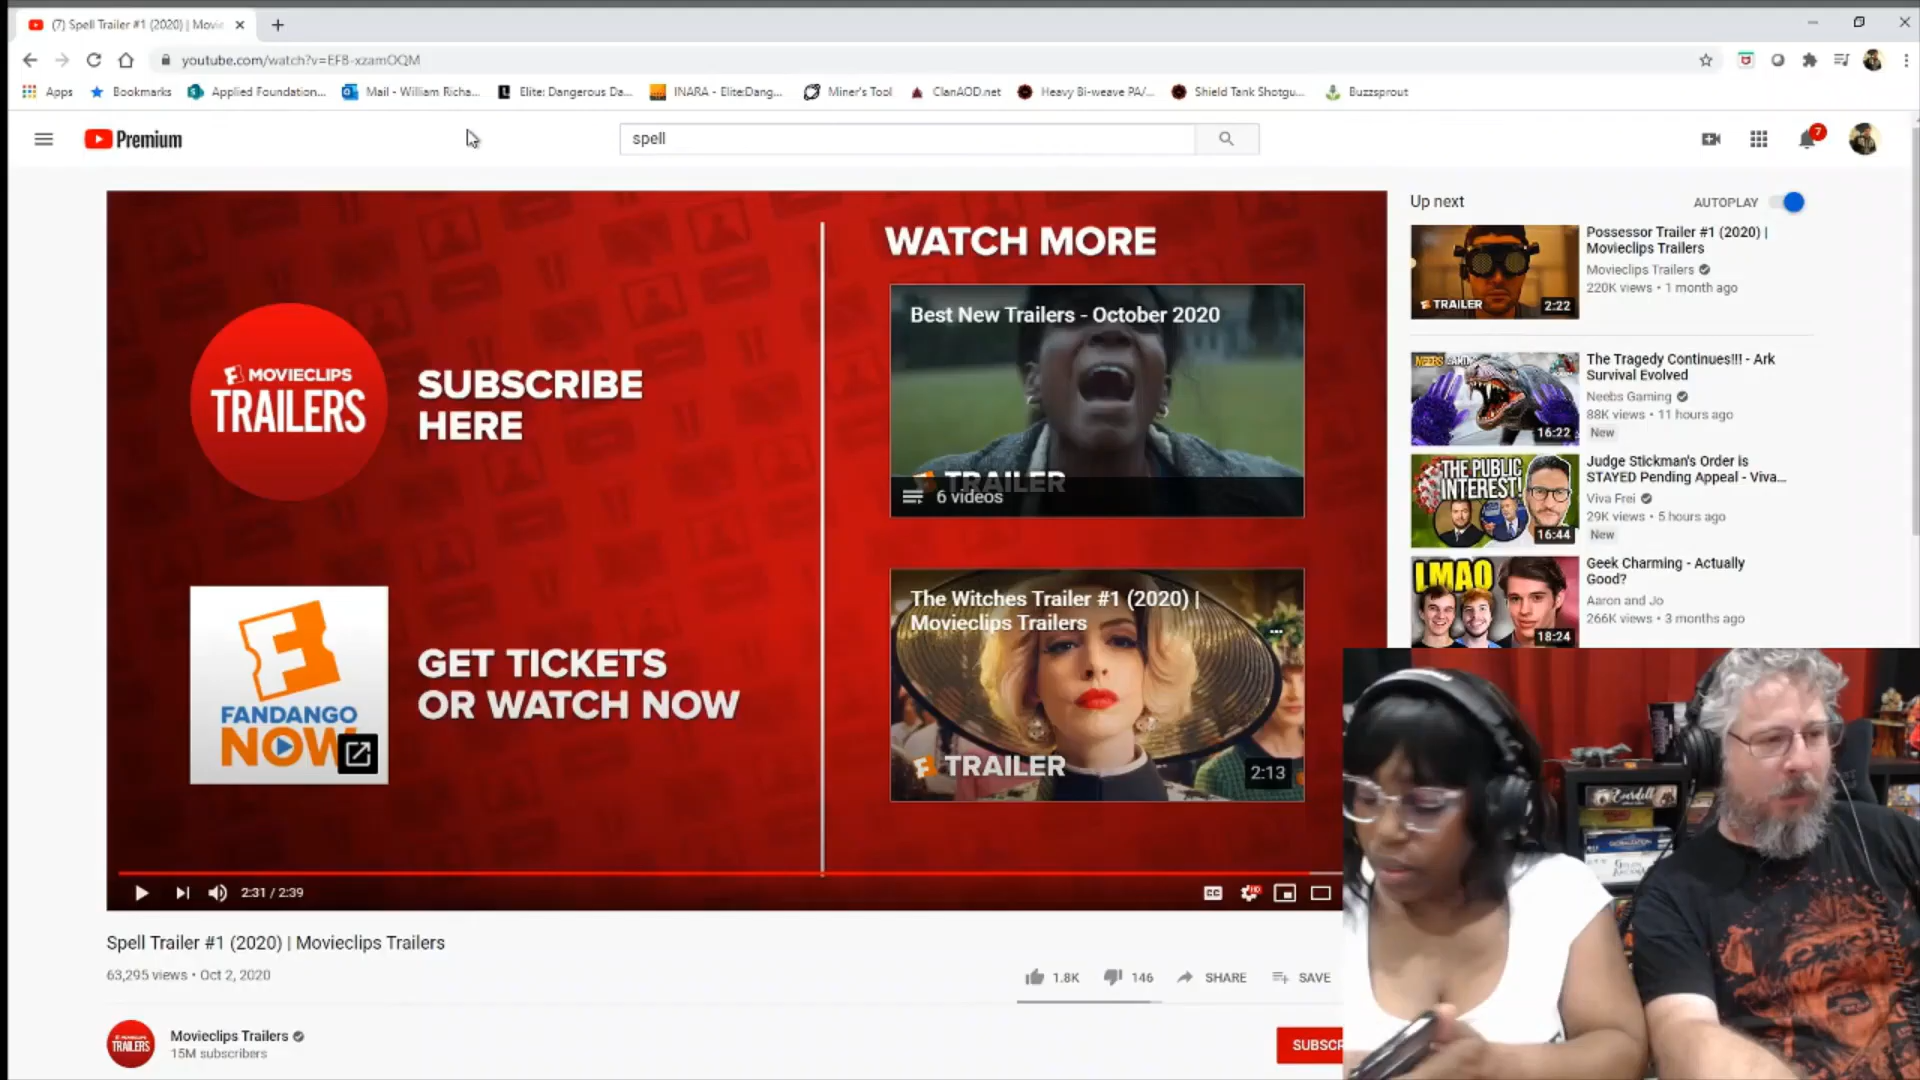 (7) Spell Trailer #1 (2020) | Movie
youtube.com/watch?v=EF8-xzamOQM
Apps Bookmarks Applied Foundation... Mail - William Richa... Elite: Dangerous Da... INARA - Elite:Dang... Miner's Tool ClanAOD.net Heavy Bi-weave PA/... Shield Tank Shotgu... Buzzsprout
Premium
spell
7
WATCH MORE
Best New Trailers - October 2020
TRAILER
6 videos
MOVIECLIPS
TRAILERS
SUBSCRIBE
HERE
The Witches Trailer #1 (2020) |
Movieclips Trailers
TRAILER
2:13
FANDANGO
NOW
GET TICKETS
OR WATCH NOW
2:31 / 2:39
CC
HD
Spell Trailer #1 (2020) | Movieclips Trailers
63,295 views • Oct 2, 2020
1.8K 146 SHARE SAVE
TRAILERS
Movieclips Trailers
15M subscribers
SUBSCR
Up next
AUTOPLAY
TRAILER
2:22
Possessor Trailer #1 (2020) |
Movieclips Trailers
Movieclips Trailers
220K views • 1 month ago
16:22
The Tragedy Continues!!! - Ark
Survival Evolved
Neebs Gaming
88K views • 11 hours ago
New
THE PUBLIC
INTEREST!
16:44
Judge Stickman's Order is
STAYED Pending Appeal - Viva...
Viva Frei
29K views • 5 hours ago
New
LMAO
18:24
Geek Charming - Actually
Good?
Aaron and Jo
266K views • 3 months ago
Everdell